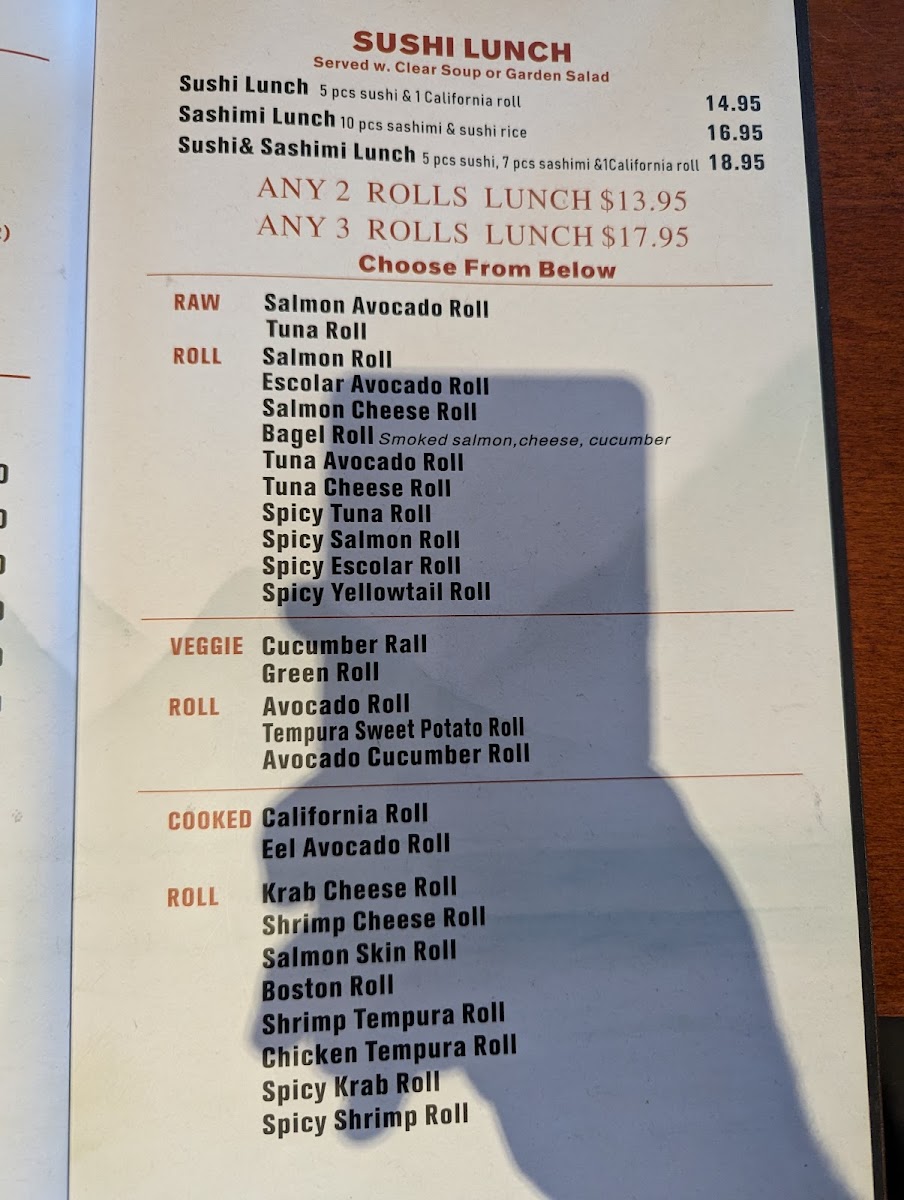 SUSHI LUNCH
Served w. Clear Soup or Garden Salad
Sushi Lunch 5 pcs sushi & 1 California roll 14.95
Sashimi Lunch 10 pcs sashimi & sushi rice 16.95
Sushi& Sashimi Lunch 5 pcs sushi, 7 pcs sashimi &1California roll 18.95
ANY 2 ROLLS LUNCH $13.95
ANY 3 ROLLS LUNCH $17.95
Choose From Below
RAW Salmon Avocado Roll
Tuna Roll
ROLL Salmon Roll
Escolar Avocado Roll
Salmon Cheese Roll
Bagel Roll Smoked salmon,cheese, cucumber
Tuna Avocado Roll
Tuna Cheese Roll
Spicy Tuna Roll
Spicy Salmon Roll
Spicy Escolar Roll
Spicy Yellowtail Roll
VEGGIE Cucumber Rall
Green Roll
ROLL Avocado Roll
Tempura Sweet Potato Roll
Avocado Cucumber Roll
COOKED California Roll
Eel Avocado Roll
ROLL Krab Cheese Roll
Shrimp Cheese Roll
Salmon Skin Roll
Boston Roll
Shrimp Tempura Roll
Chicken Tempura Roll
Spicy Krab Roll
Spicy Shrimp Roll